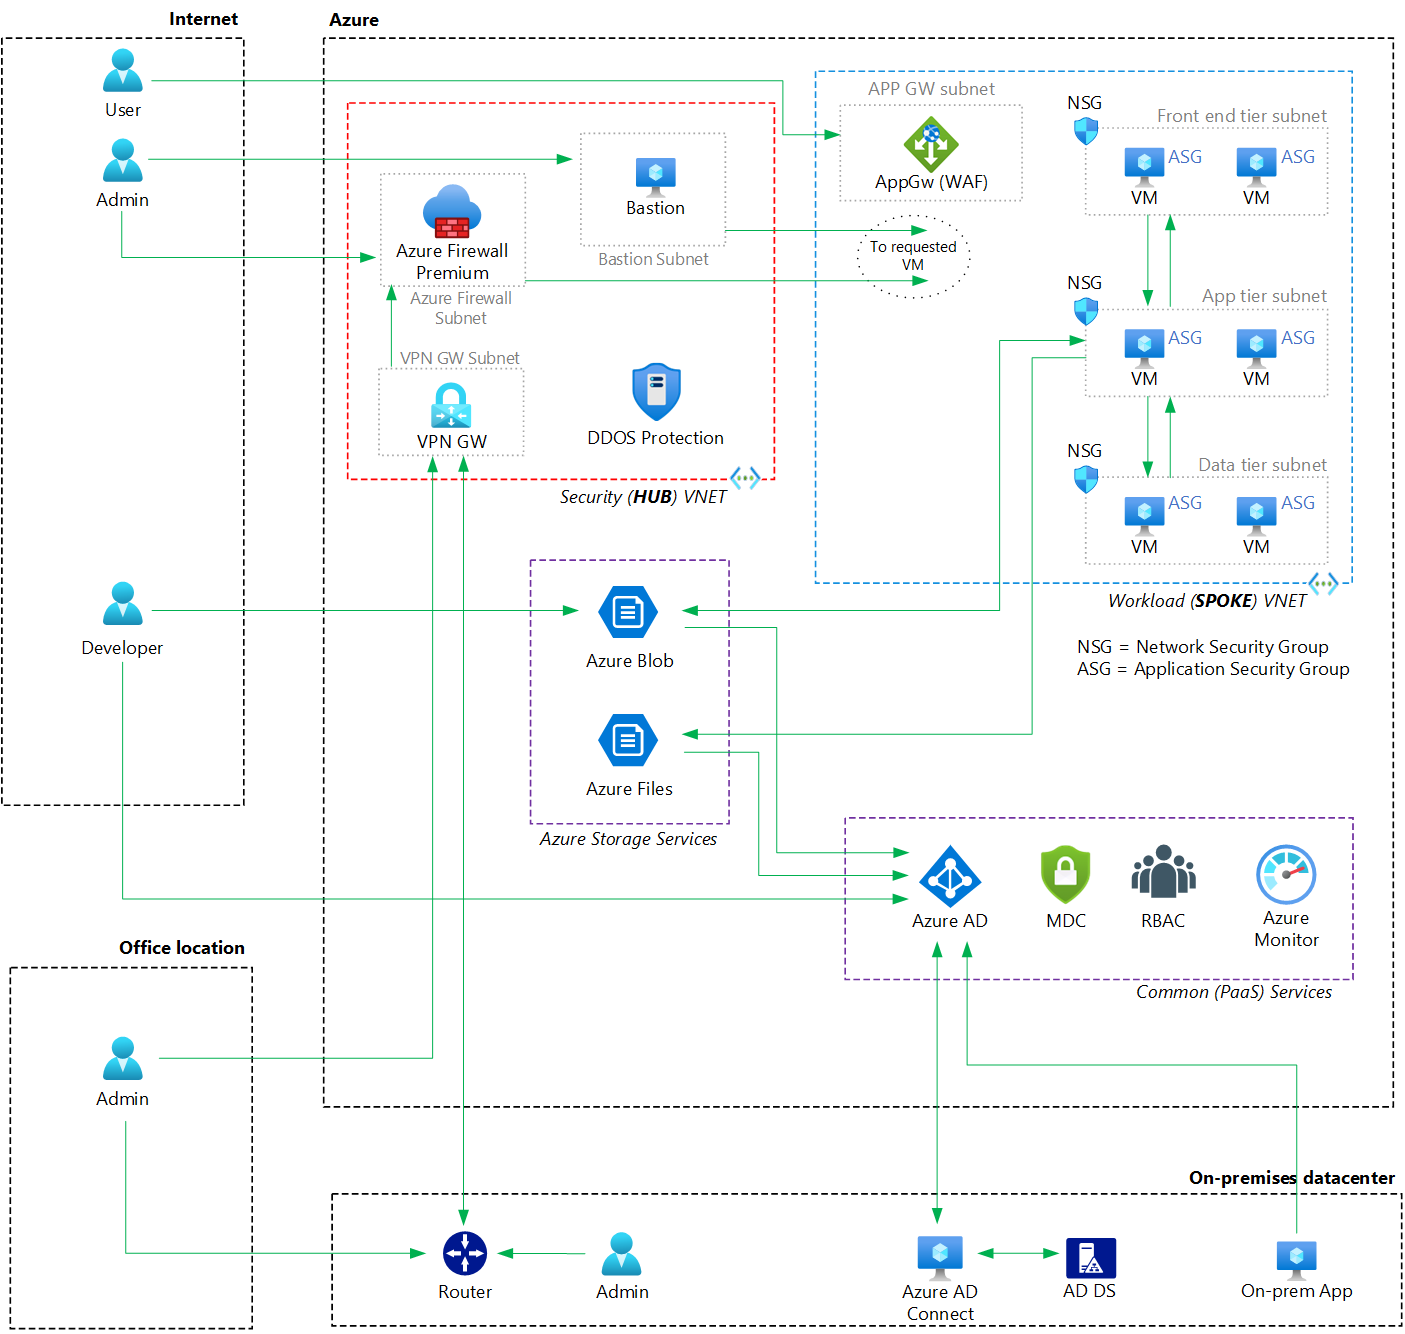 Internet
Azure
User
Admin
Developer
APP GW subnet
AppGw (WAF)
NSG
Front end tier subnet
ASG
ASG
VM
VM
Bastion
Bastion Subnet
Azure Firewall
Premium
Azure Firewall
Subnet
To requested
VM
NSG
App tier subnet
ASG
ASG
VM
VM
VPN GW Subnet
VPN GW
DDOS Protection
Security (HUB) VNET
NSG
Data tier subnet
ASG
ASG
VM
VM
Workload (SPOKE) VNET
NSG = Network Security Group
ASG = Application Security Group
Azure Blob
Azure Files
Azure Storage Services
Azure AD
MDC
RBAC
Azure
Monitor
Common (PaaS) Services
Office location
Admin
On-premises datacenter
Router
Admin
Azure AD
Connect
AD DS
On-prem App